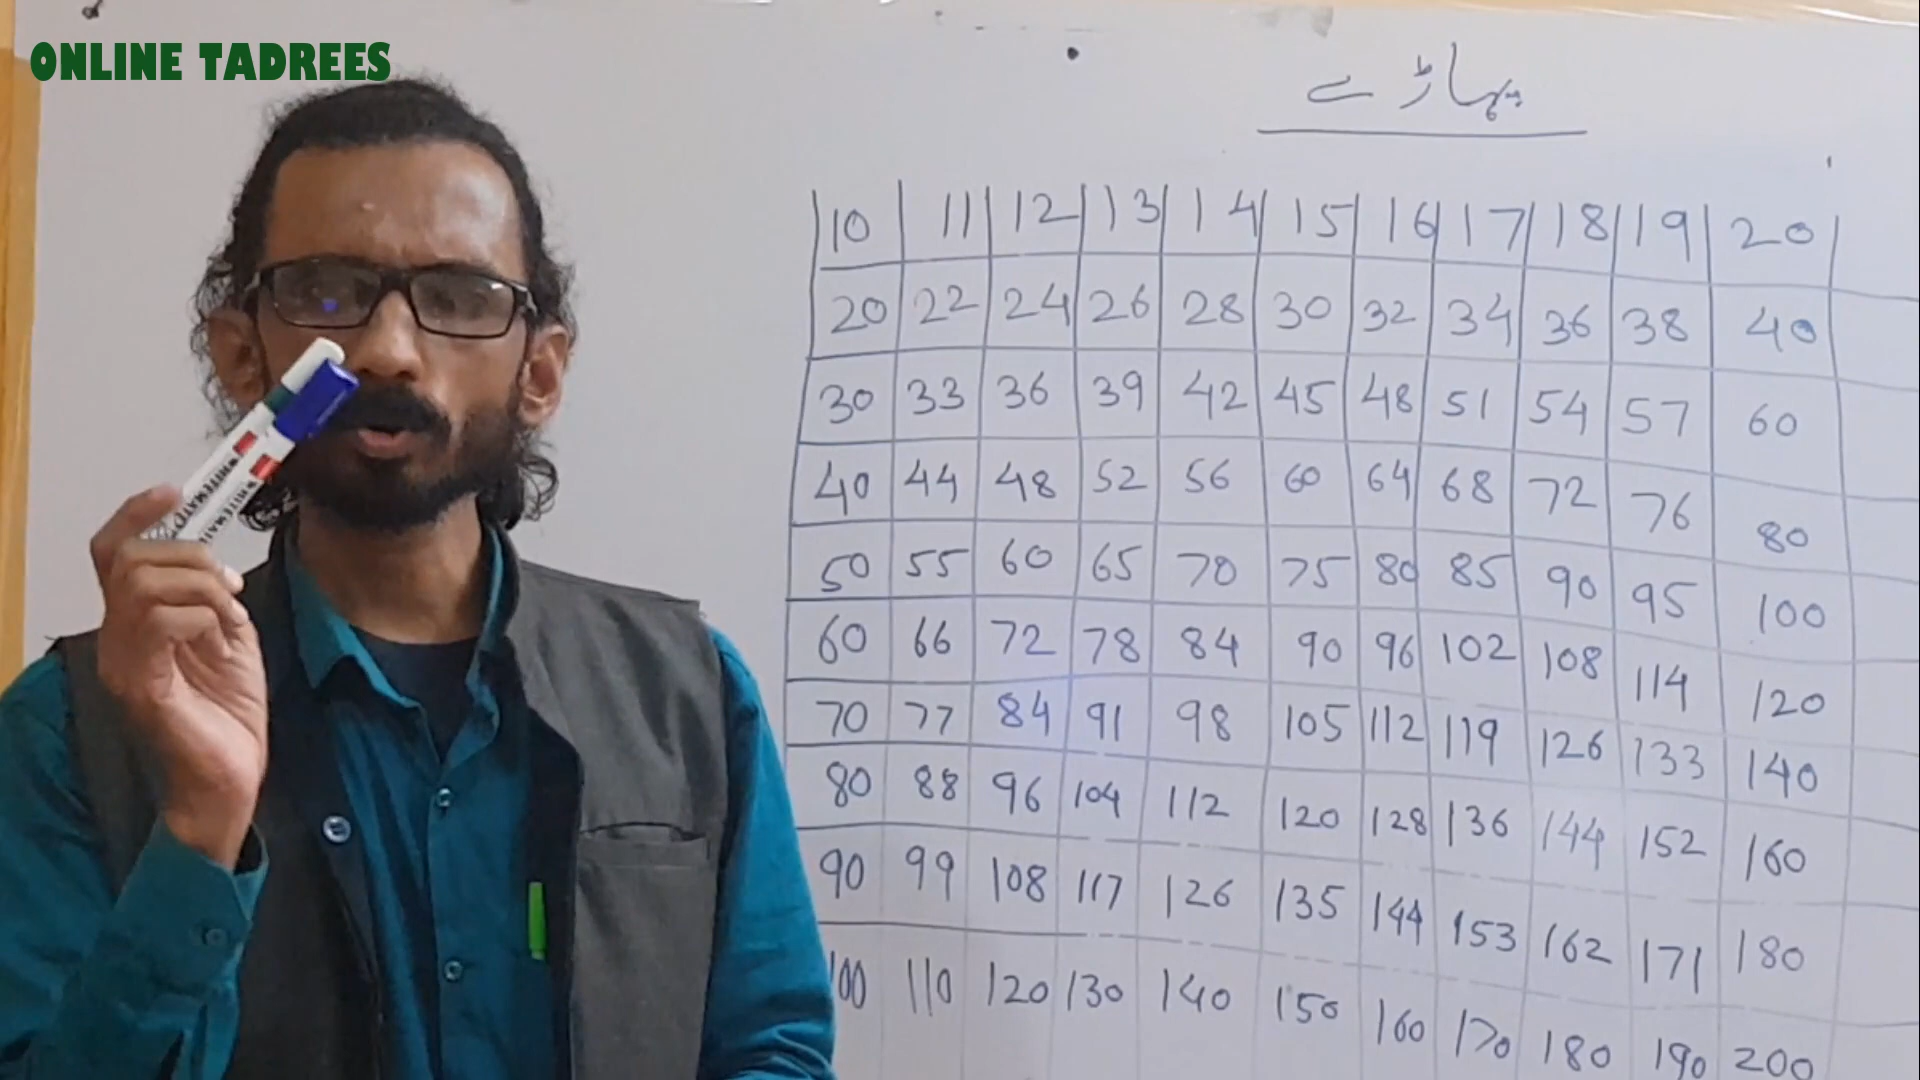 ONLINE TADREES
پہاڑے
10 11 12 13 14 15 16 17 18 19 20
20 22 24 26 28 30 32 34 36 38 40
30 33 36 39 42 45 48 51 54 57 60
40 44 48 52 56 60 64 68 72 76 80
50 55 60 65 70 75 80 85 90 95 100
60 66 72 78 84 90 96 102 108 114 120
70 77 84 91 98 105 112 119 126 133 140
80 88 96 104 112 120 128 136 144 152 160
90 99 108 117 126 135 144 153 162 171 180
100 110 120 130 140 150 160 170 180 190 200